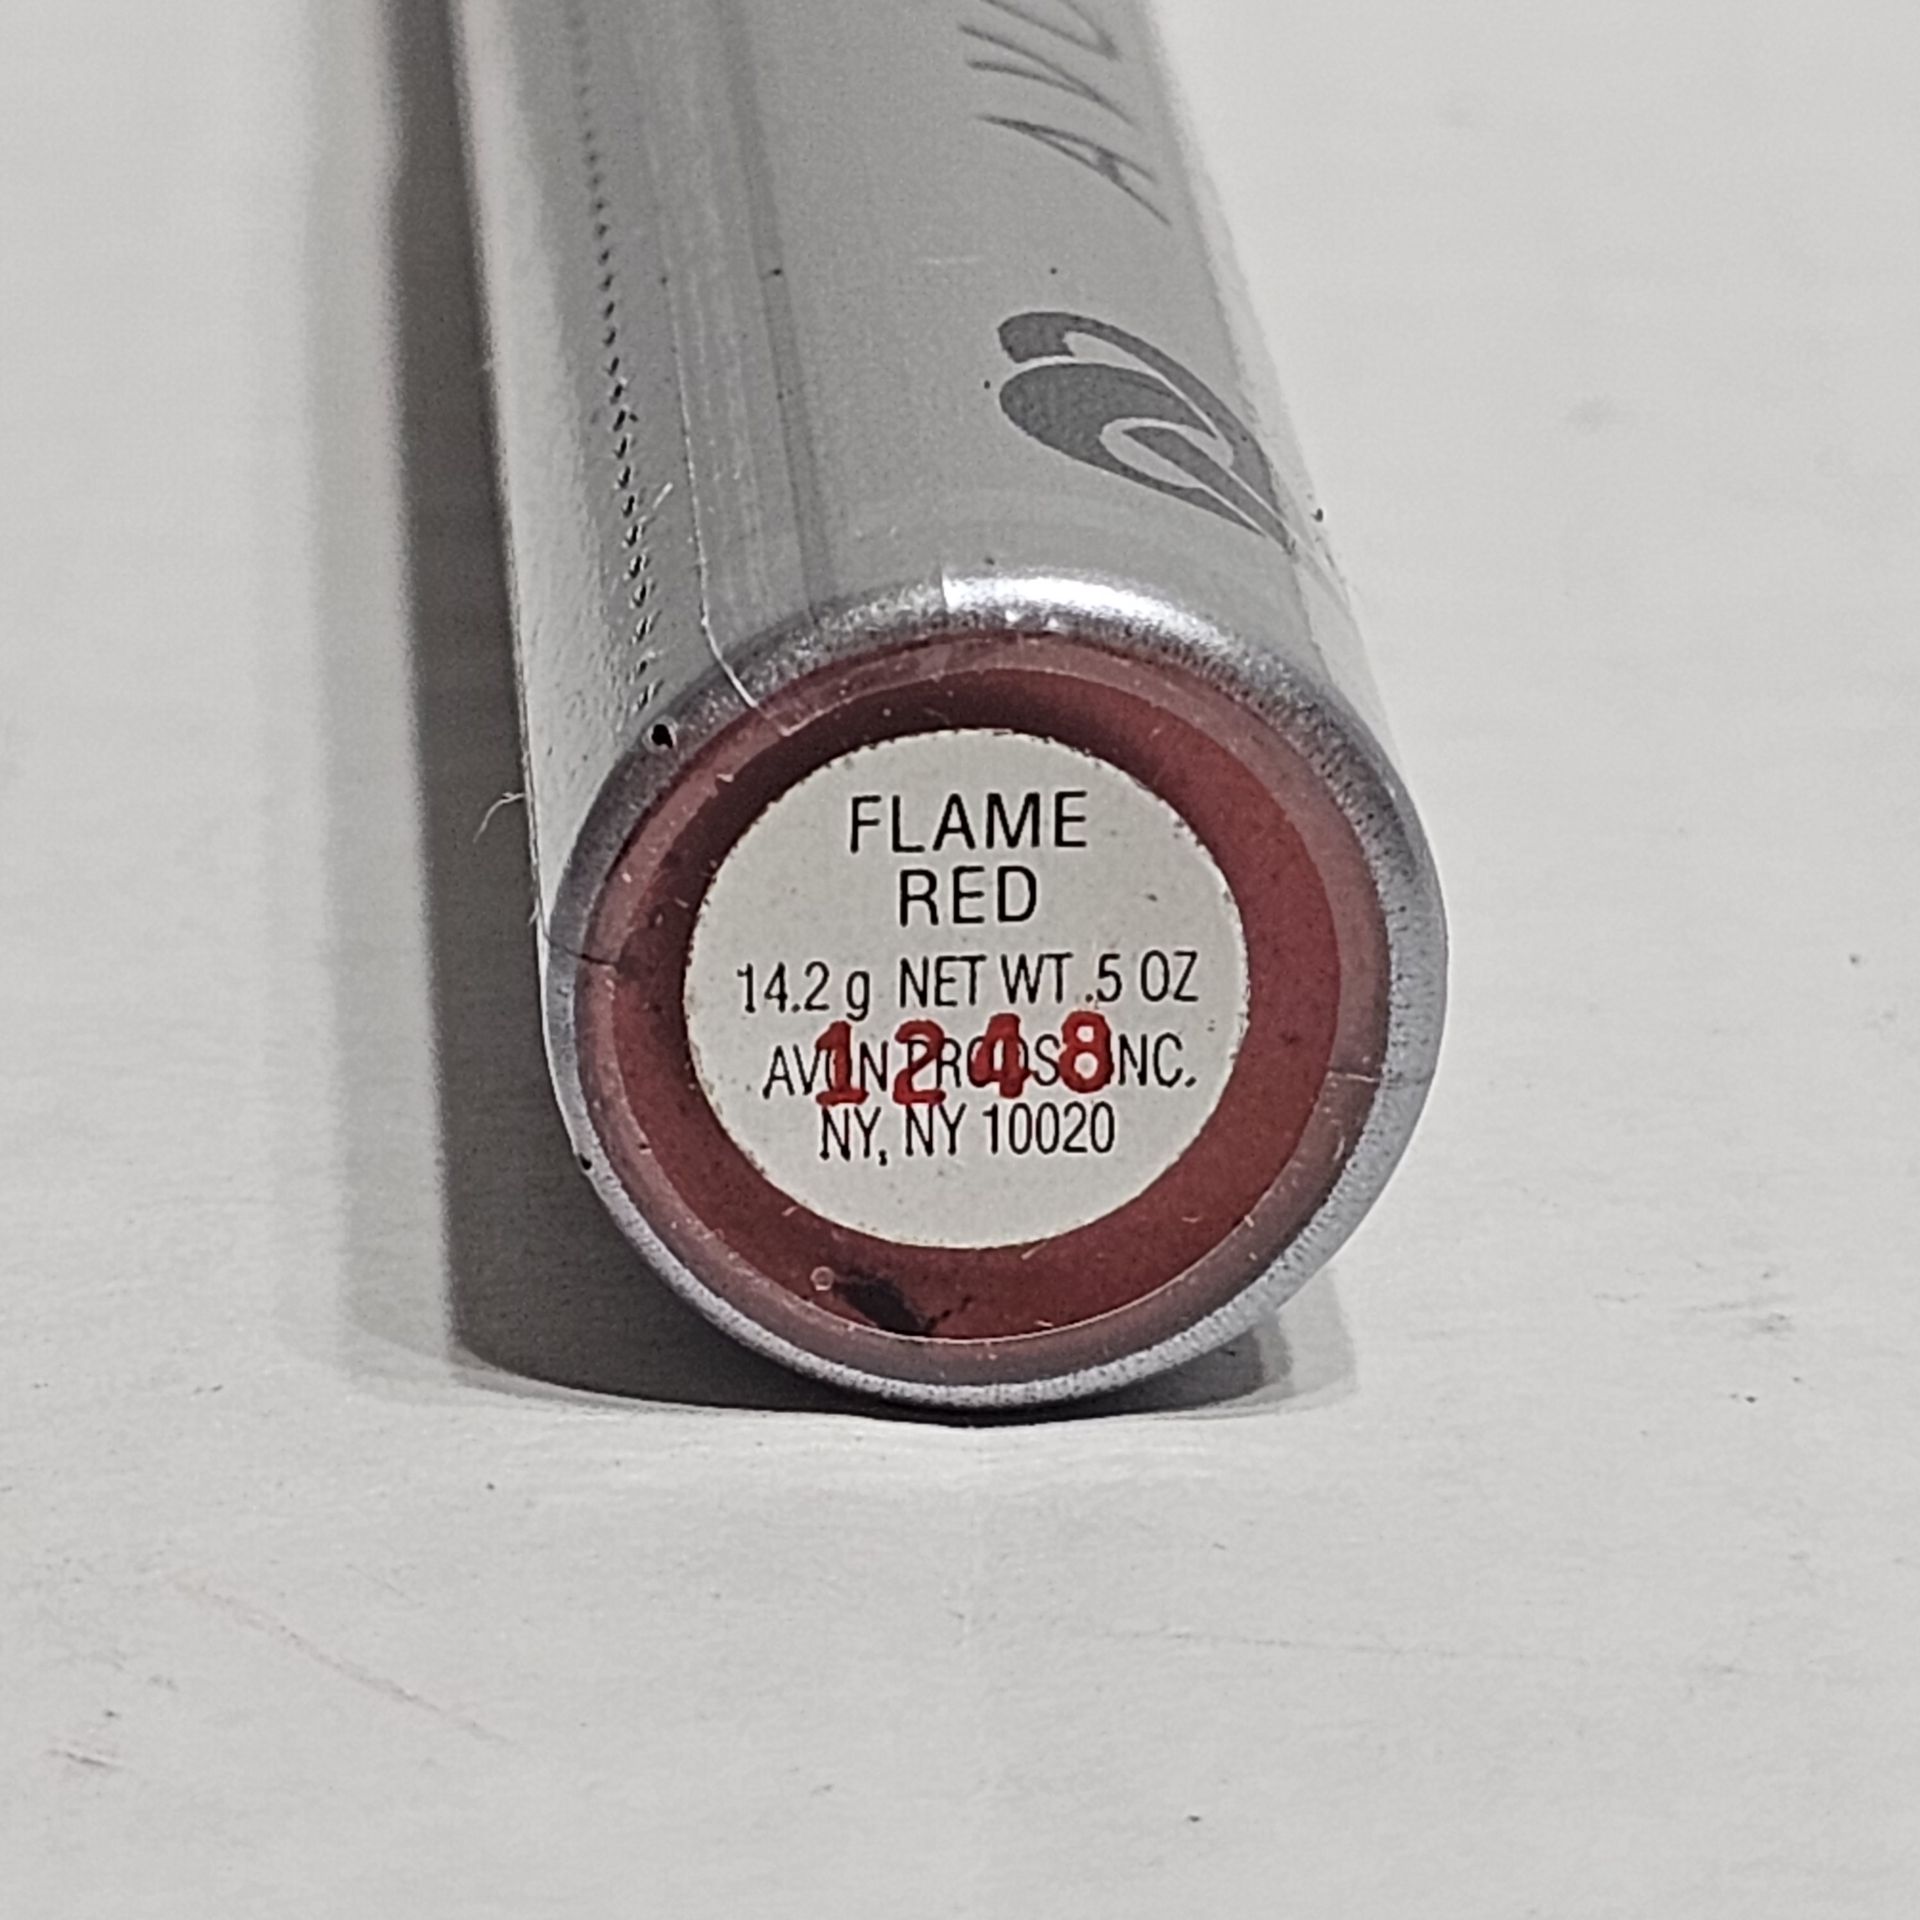 FLAME
RED
14.2 g NET WT .5 OZ
1248
AVON PRODS. INC.
NY, NY 10020